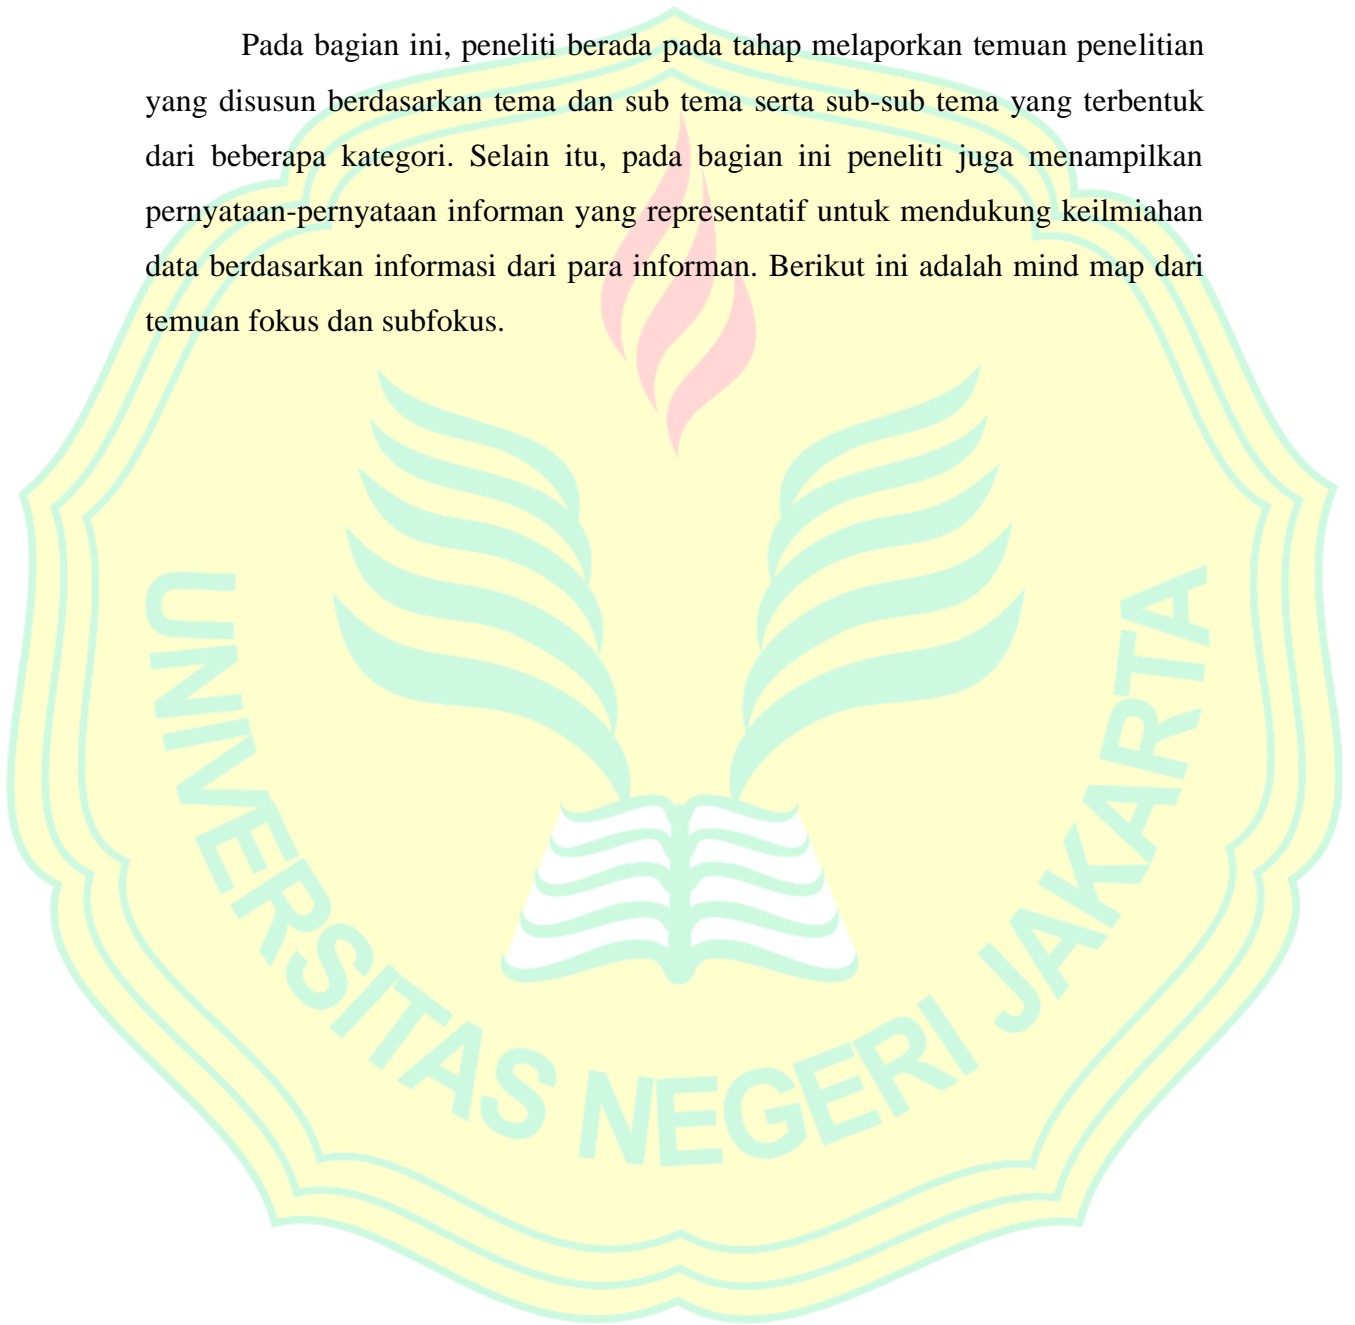 Pada bagian ini, peneliti berada pada tahap melaporkan temuan penelitian
yang disusun berdasarkan tema dan sub tema serta sub-sub tema yang terbentuk
dari beberapa kategori. Selain itu, pada bagian ini peneliti juga menampilkan
pernyataan-pernyataan informan yang representatif untuk mendukung keilmiahan
data berdasarkan informasi dari para informan. Berikut ini adalah mind map dari
temuan fokus dan subfokus.
UNIVERSITAS NEGERI JAKARTA